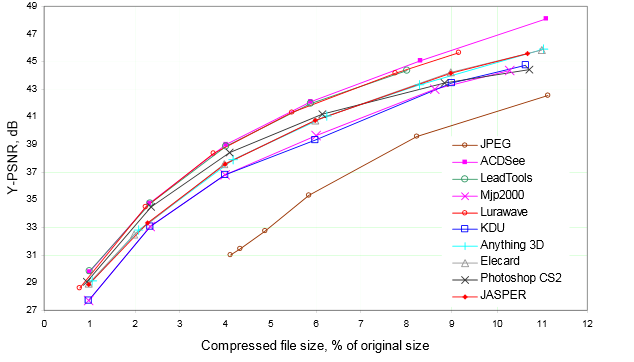 49
47
45
43
41
39
37
35
33
31
29
27
Y-PSNR, dB
JPEG
ACDSee
LeadTools
Mjp2000
Lurawave
KDU
Anything 3D
Elecard
Photoshop CS2
JASPER
0 1 2 3 4 5 6 7 8 9 10 11 12
Compressed file size, % of original size